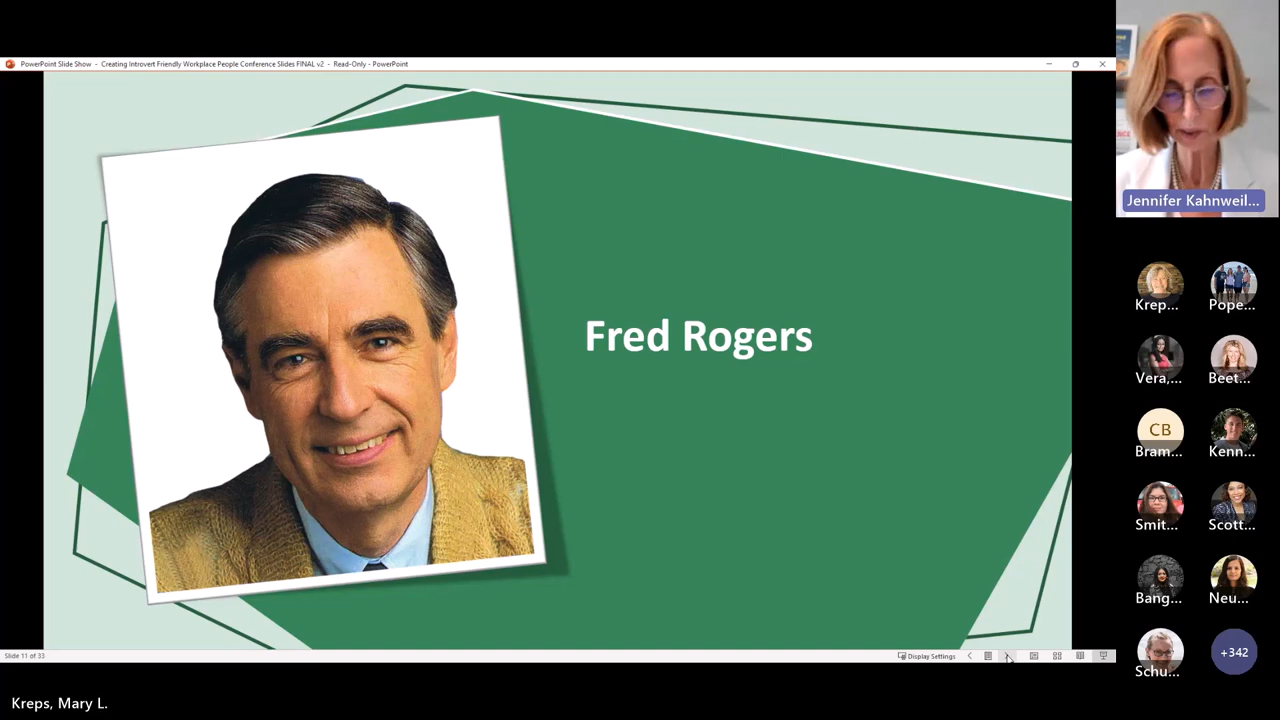 PowerPoint Slide Show - Creating Introvert Friendly Workplace People Conference Slides FINAL v2 - Read-Only - PowerPoint
Fred Rogers
Slide 11 of 33
Display Settings
Jennifer Kahnweil...
Krep...
Pope...
Vera,...
Beet...
CB
Bram...
Kenn...
Smit...
Scott...
Bang...
Neu...
Schu...
+342
Kreps, Mary L.